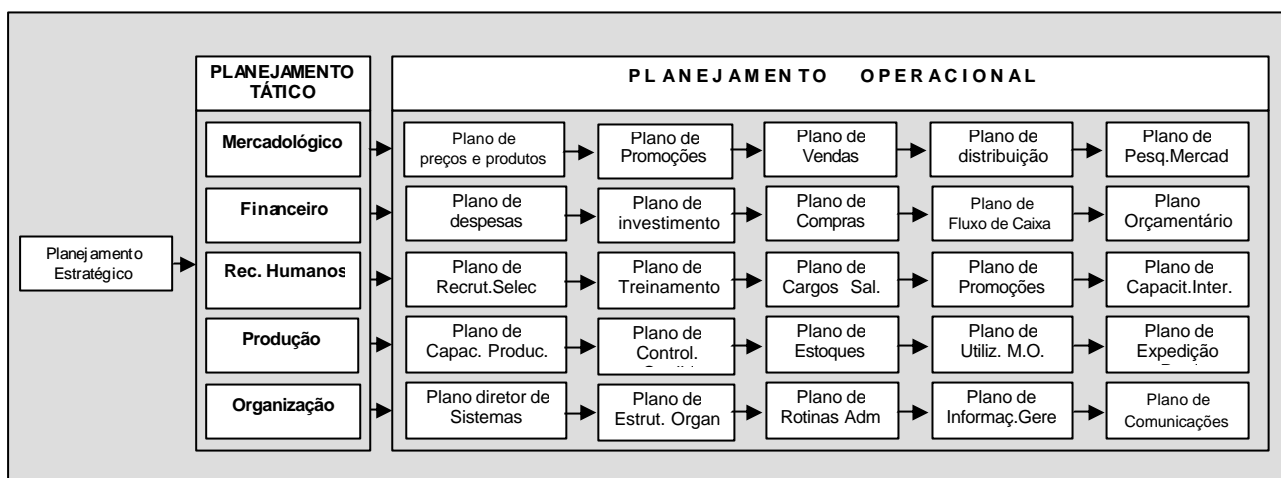 PLANEJAMENTO
TÁTICO
PLANEJAMENTO OPERACIONAL
Mercadológico
Plano de
preços e produtos
Plano de
Promoções
Plano de
Vendas
Plano de
distribuição
Plano de
Pesq.Mercad
Financeiro
Plano de
despesas
Plano de
investimento
Plano de
Compras
Plano de
Fluxo de Caixa
Plano
Orçamentário
Planejamento
Estratégico
Rec. Humanos
Plano de
Recrut.Selec
Plano de
Treinamento
Plano de
Cargos Sal.
Plano de
Promoções
Plano de
Capacit.Inter.
Produção
Plano de
Capac. Produc.
Plano de
Control.
Plano de
Estoques
Plano de
Utiliz. M.O.
Plano de
Expedição
Organização
Plano diretor de
Sistemas
Plano de
Estrut. Organ
Plano de
Rotinas Adm
Plano de
Informaç.Gere
Plano de
Comunicações